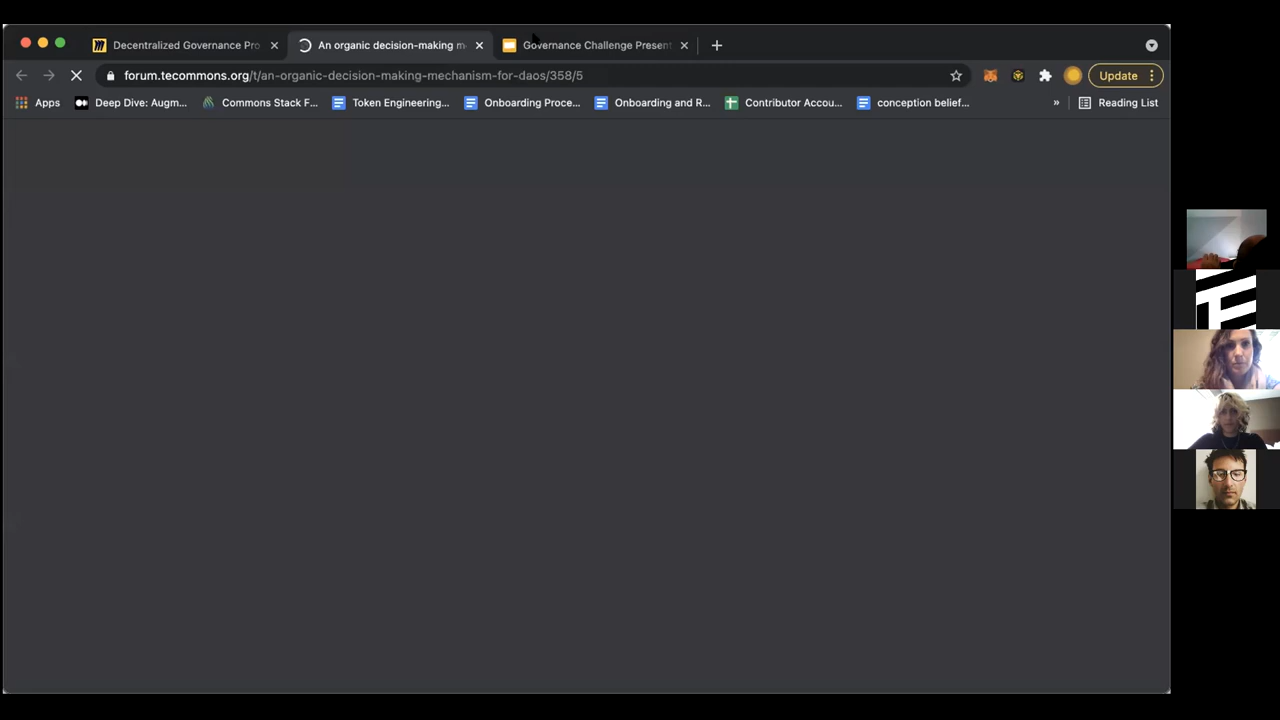 Decentralized Governance Pro
An organic decision-making m
Governance Challenge Present
forum.tecommons.org/t/an-organic-decision-making-mechanism-for-daos/358/5
Update
Apps
Deep Dive: Augm...
Commons Stack F...
Token Engineering...
Onboarding Proce...
Onboarding and R...
Contributor Accou...
conception belief...
»
Reading List